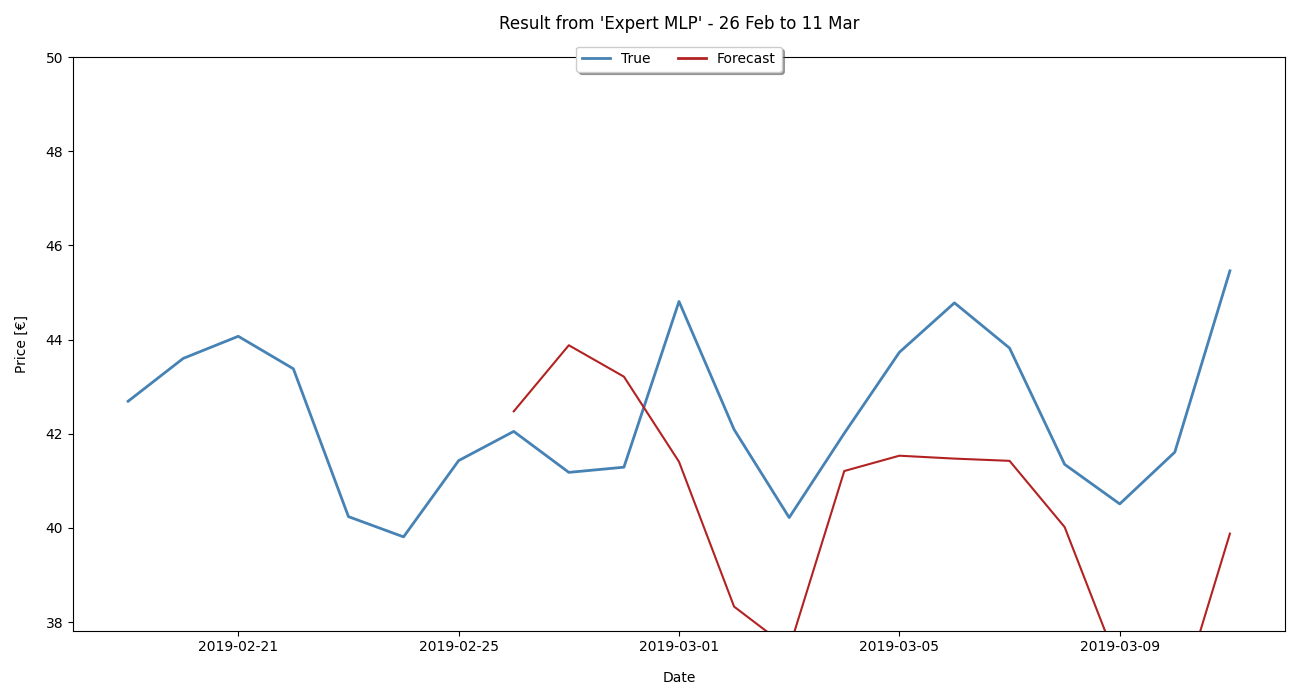 Result from 'Expert MLP' - 26 Feb to 11 Mar
True Forecast
50
48
46
44
42
40
38
Price [€]
2019-02-21 2019-02-25 2019-03-01 2019-03-05 2019-03-09
Date